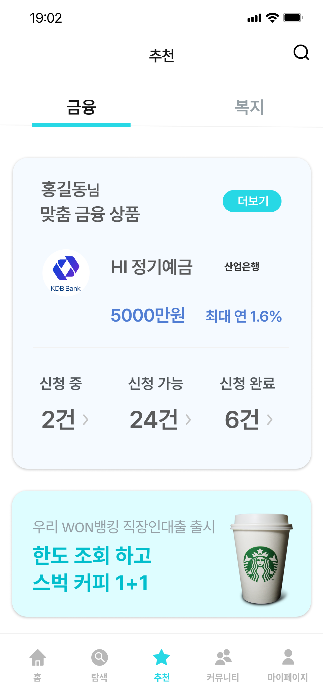 19:02
추천
금융
복지
홍길동님
맞춤 금융 상품
더보기
KDB Bank
HI 정기예금
산업은행
5000만원
최대 연 1.6%
신청 중
신청 가능
신청 완료
2건
24건
6건
우리 WON뱅킹 직장인대출 출시
한도 조회 하고
스벅 커피 1+1
홈
탐색
추천
커뮤니티
마이페이지